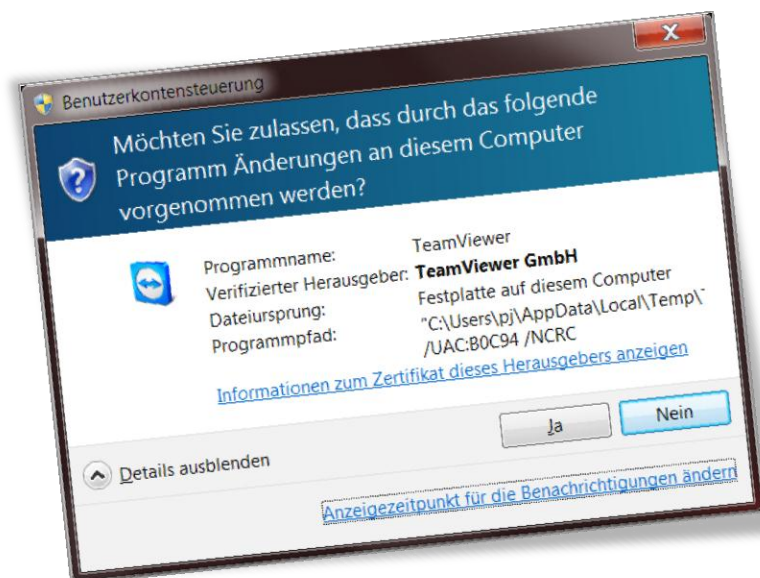 Benutzerkontensteuerung
Möchten Sie zulassen, dass durch das folgende
Programm Änderungen an diesem Computer
vorgenommen werden?
Programmname: TeamViewer
Verifizierter Herausgeber: TeamViewer GmbH
Dateiursprung: Festplatte auf diesem Computer
Programmpfad: "C:\Users\pj\AppData\Local\Temp\
/UAC:B0C94 /NCRC
Informationen zum Zertifikat dieses Herausgebers anzeigen
Details ausblenden
Ja
Nein
Anzeigezeitpunkt für die Benachrichtigungen ändern